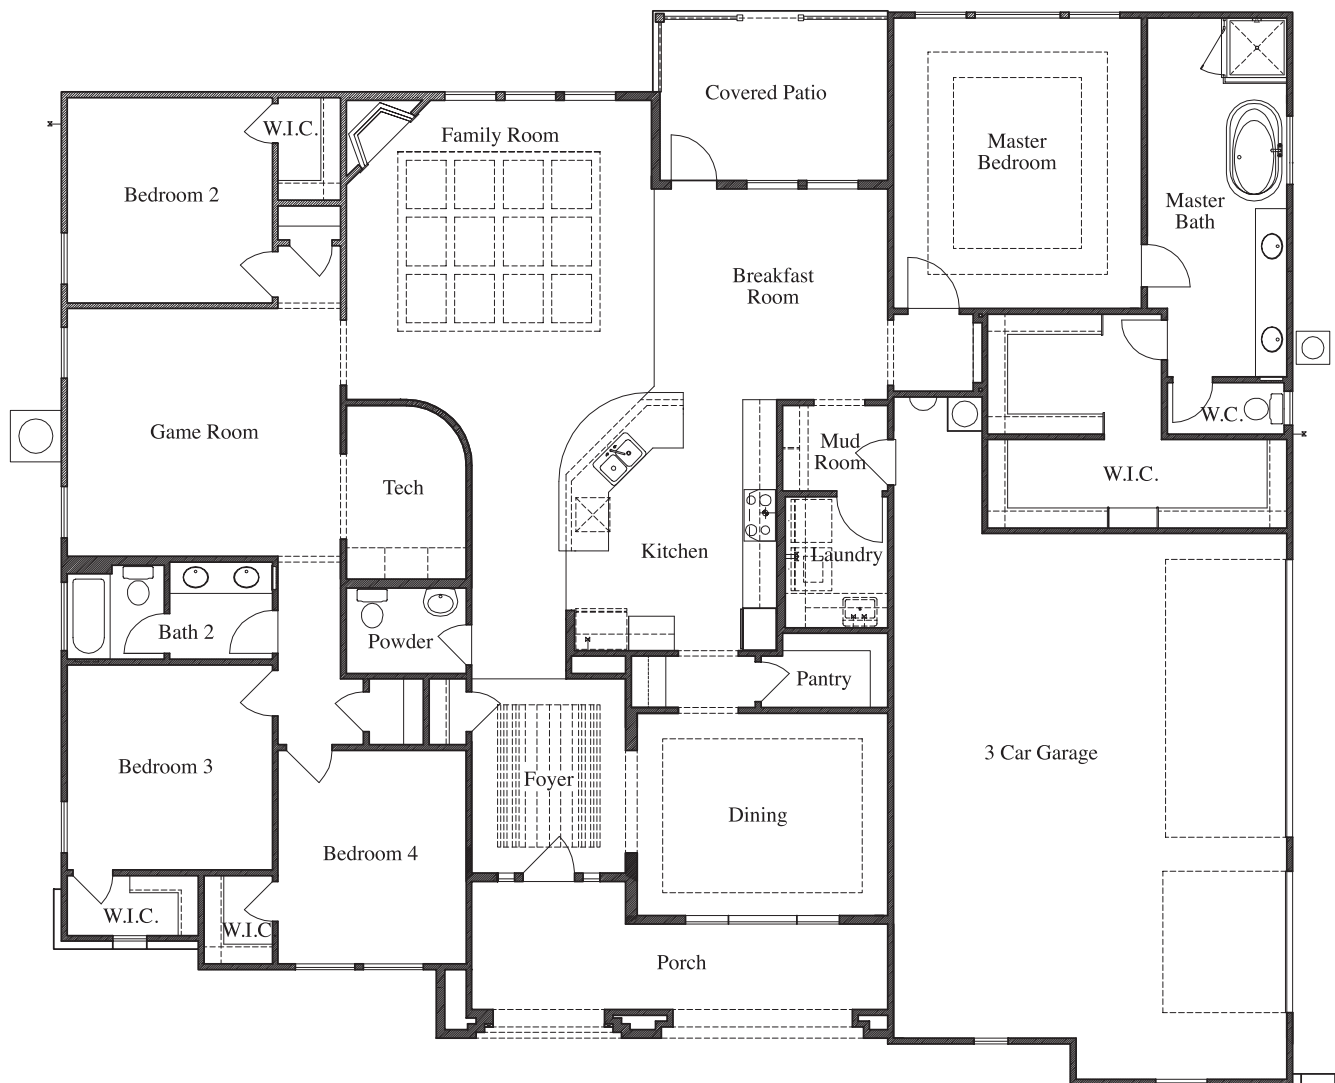 Covered Patio
W.I.C.
Family Room
Master
Bedroom
Bedroom 2
Master
Bath
Breakfast
Room
W.C.
Game Room
Mud
Room
W.I.C.
Tech
Kitchen
Laundry
Bath 2
Powder
Pantry
Bedroom 3
Foyer
3 Car Garage
Dining
Bedroom 4
W.I.C.
W.I.C.
Porch